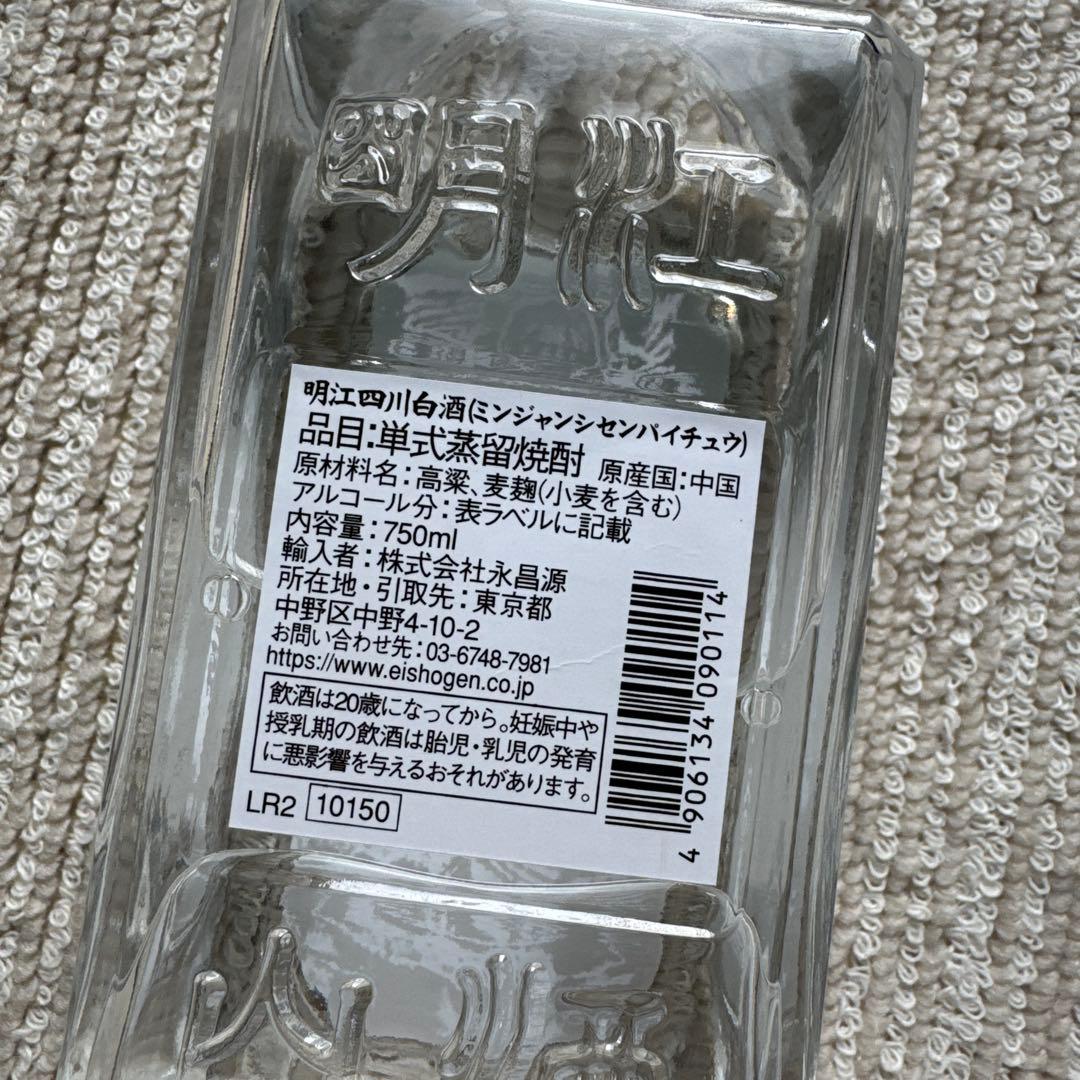 明江
明江四川白酒(ミンジャンシセンパイチュウ)
品目:単式蒸留焼酎 原産国:中国
原材料名:高粱、麦麹(小麦を含む)
アルコール分:表ラベルに記載
内容量:750ml
輸入者:株式会社永昌源
所在地・引取先:東京都
中野区中野4-10-2
お問い合わせ先:03-6748-7981
https://www.eishogen.co.jp
飲酒は20歳になってから。妊娠中や
授乳期の飲酒は胎児・乳児の発育
に悪影響を与えるおそれがあります。
LR2 10150
4 906134 090114